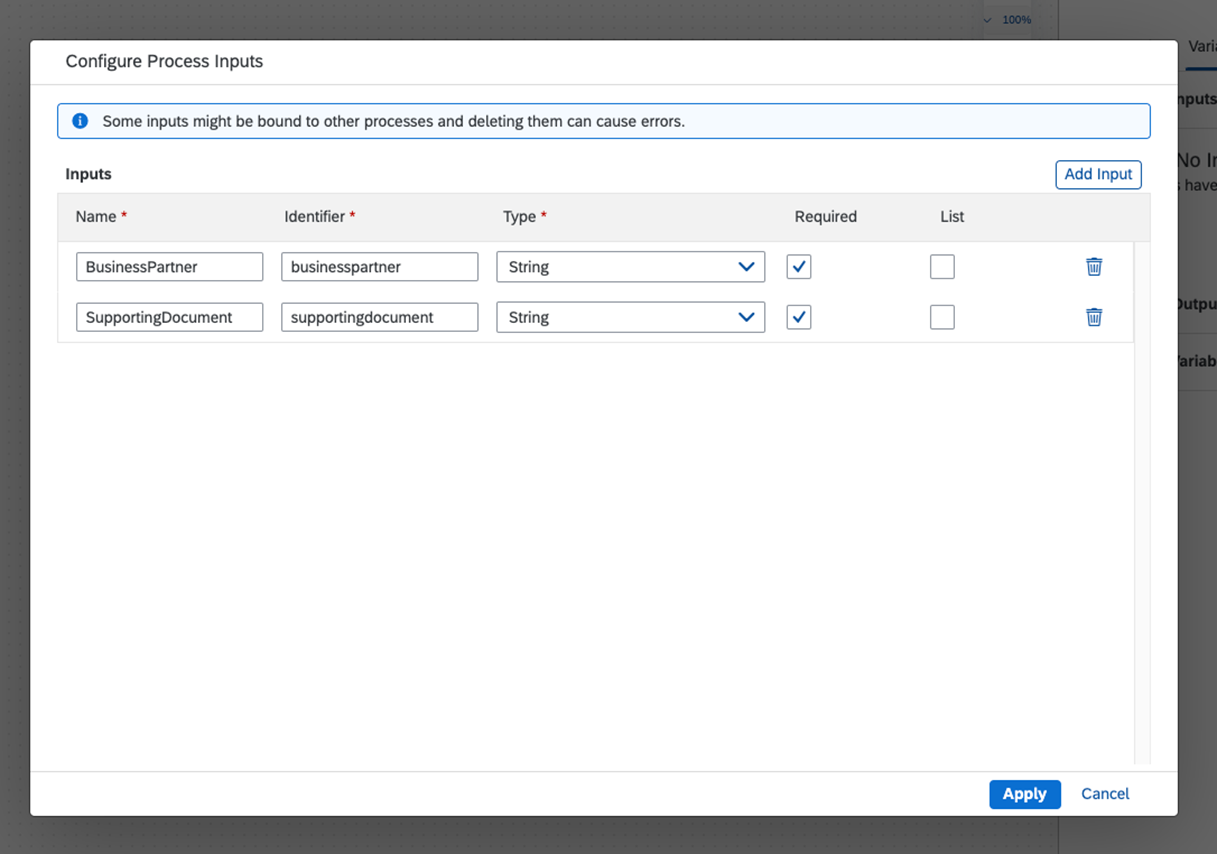 100%
Configure Process Inputs
Some inputs might be bound to other processes and deleting them can cause errors.
Inputs
Add Input
Name * Identifier * Type * Required List
BusinessPartner businesspartner String
SupportingDocument supportingdocument String
Apply Cancel
Vari
nputs
No I
s have
Outpu
ariab